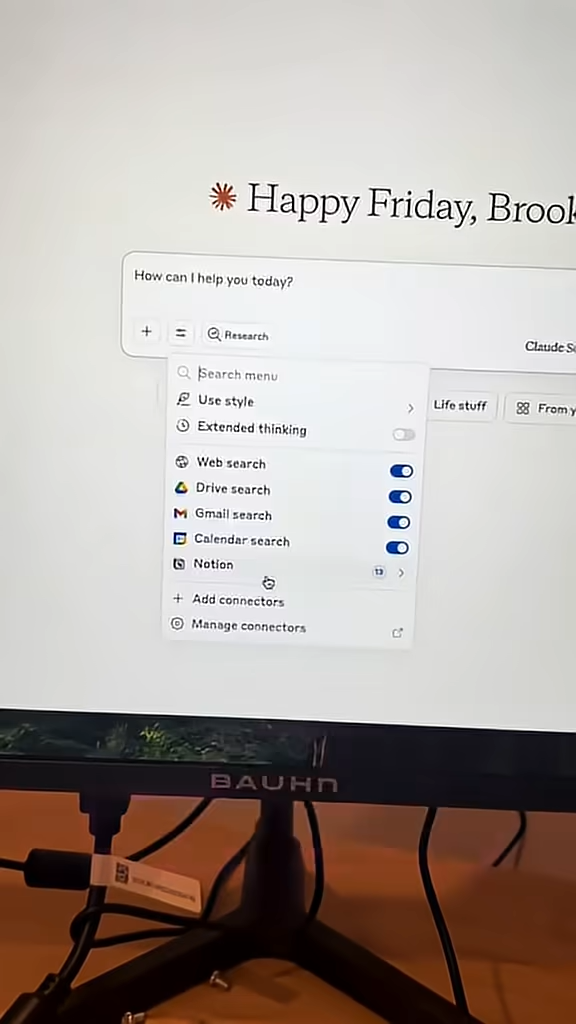 Happy Friday, Brook
How can I help you today?
Research
Claude S
Search menu
Use style
Life stuff
From y
Extended thinking
Web search
Drive search
Gmail search
Calendar search
Notion
13
Add connectors
Manage connectors
BAUHN